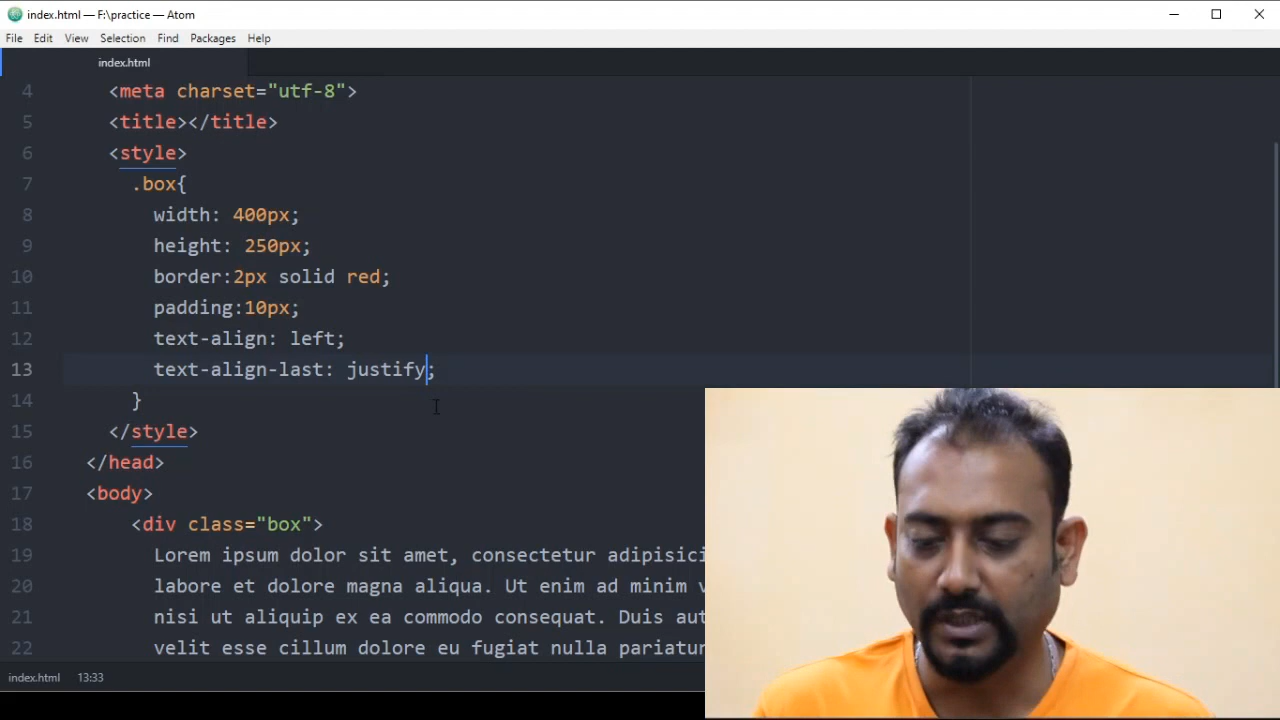 index.html — F:\practice — Atom
File Edit View Selection Find Packages Help
index.html
4 <meta charset="utf-8">
5 <title></title>
6 <style>
7 .box{
8 width: 400px;
9 height: 250px;
10 border:2px solid red;
11 padding:10px;
12 text-align: left;
13 text-align-last: justify;
14 }
15 </style>
16 </head>
17 <body>
18 <div class="box">
19 Lorem ipsum dolor sit amet, consectetur adipisici
20 labore et dolore magna aliqua. Ut enim ad minim v
21 nisi ut aliquip ex ea commodo consequat. Duis aut
22 velit esse cillum dolore eu fugiat nulla pariatur
index.html 13:33